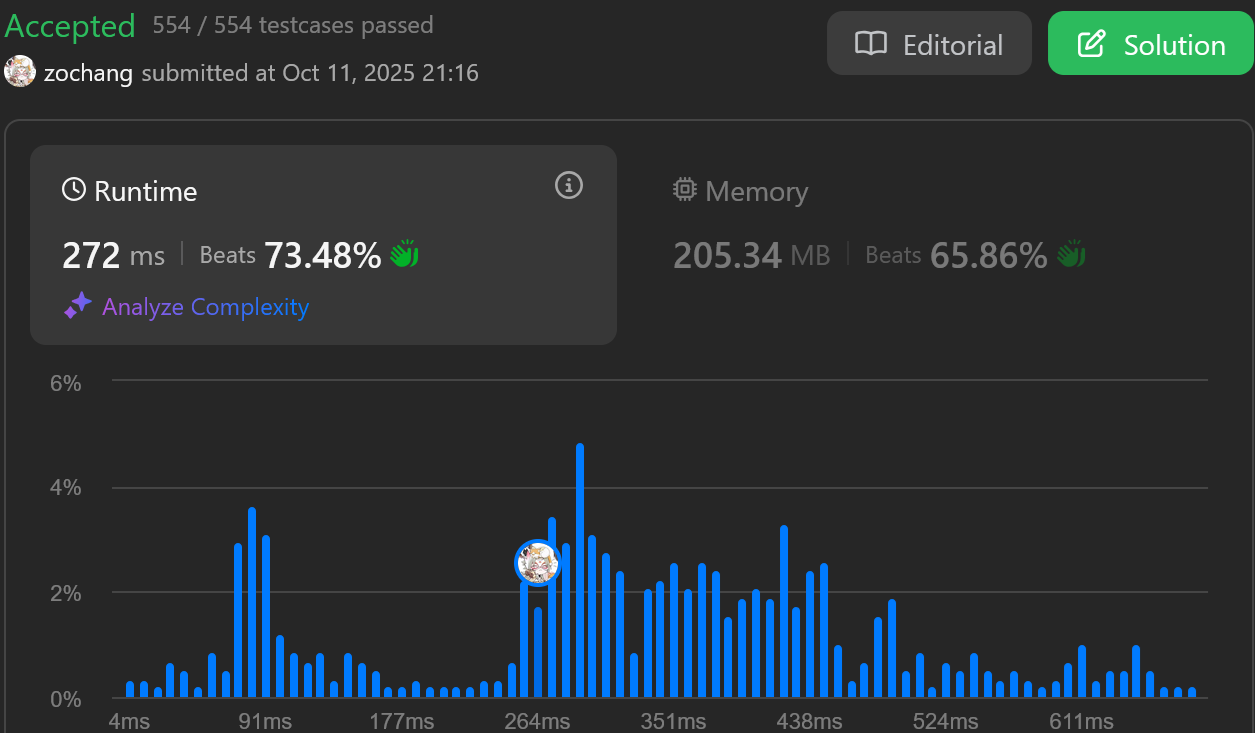 Accepted 554 / 554 testcases passed
zochang submitted at Oct 11, 2025 21:16
Editorial
Solution
Runtime
272 ms | Beats 73.48%
Analyze Complexity
Memory
205.34 MB | Beats 65.86%
6%
4%
2%
0%
4ms 91ms 177ms 264ms 351ms 438ms 524ms 611ms